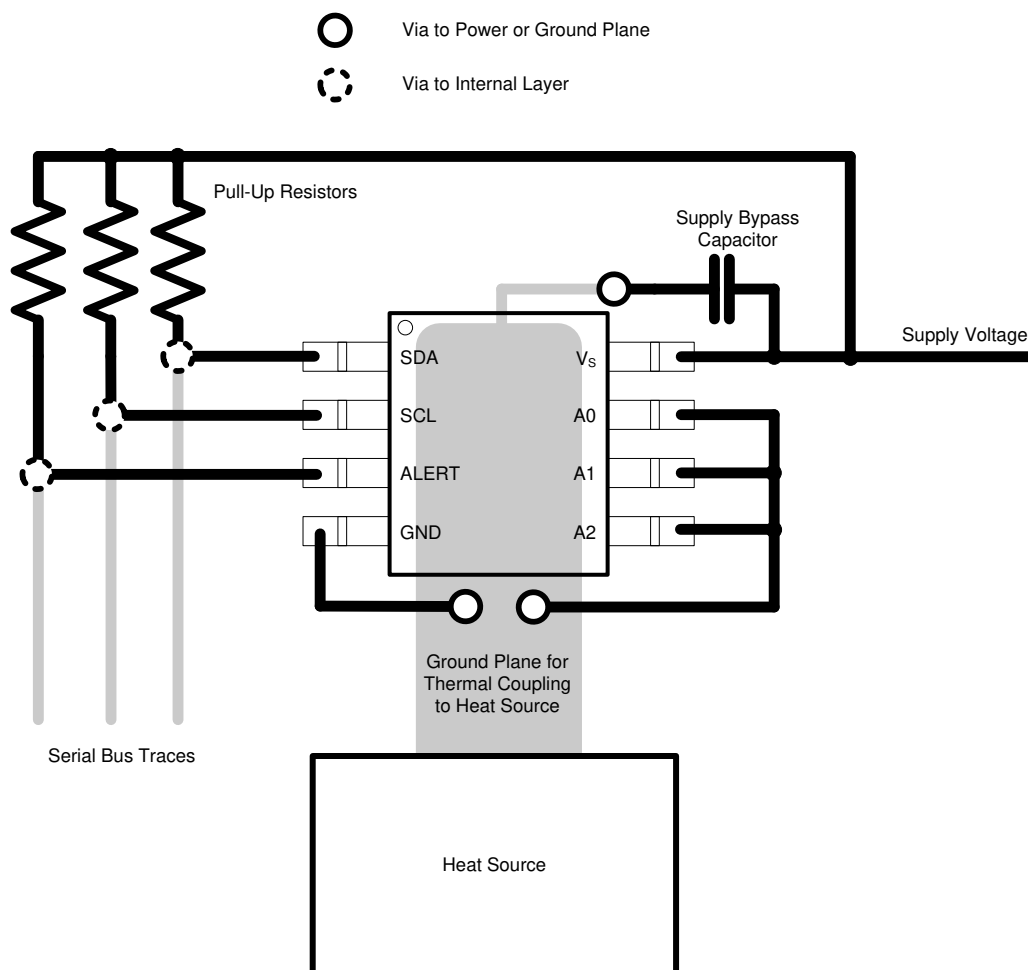 Via to Power or Ground Plane
Via to Internal Layer
Pull-Up Resistors
Supply Bypass
Capacitor
Supply Voltage
SDA
VS
SCL
A0
ALERT
A1
GND
A2
Ground Plane for
Thermal Coupling
to Heat Source
Serial Bus Traces
Heat Source